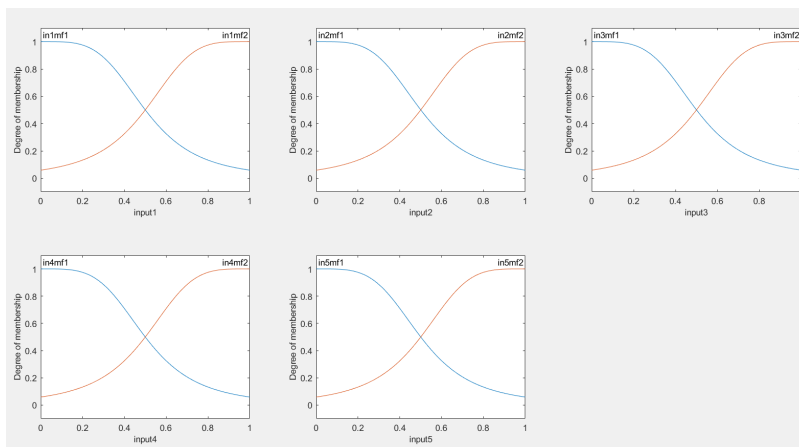 in1mf1 in1mf2
Degree of membership
1
0.8
0.6
0.4
0.2
0
0 0.2 0.4 0.6 0.8 1
input1
in2mf1 in2mf2
Degree of membership
1
0.8
0.6
0.4
0.2
0
0 0.2 0.4 0.6 0.8 1
input2
in3mf1 in3mf2
Degree of membership
1
0.8
0.6
0.4
0.2
0
0 0.2 0.4 0.6 0.8
input3
in4mf1 in4mf2
Degree of membership
1
0.8
0.6
0.4
0.2
0
0 0.2 0.4 0.6 0.8 1
input4
in5mf1 in5mf2
Degree of membership
1
0.8
0.6
0.4
0.2
0
0 0.2 0.4 0.6 0.8 1
input5